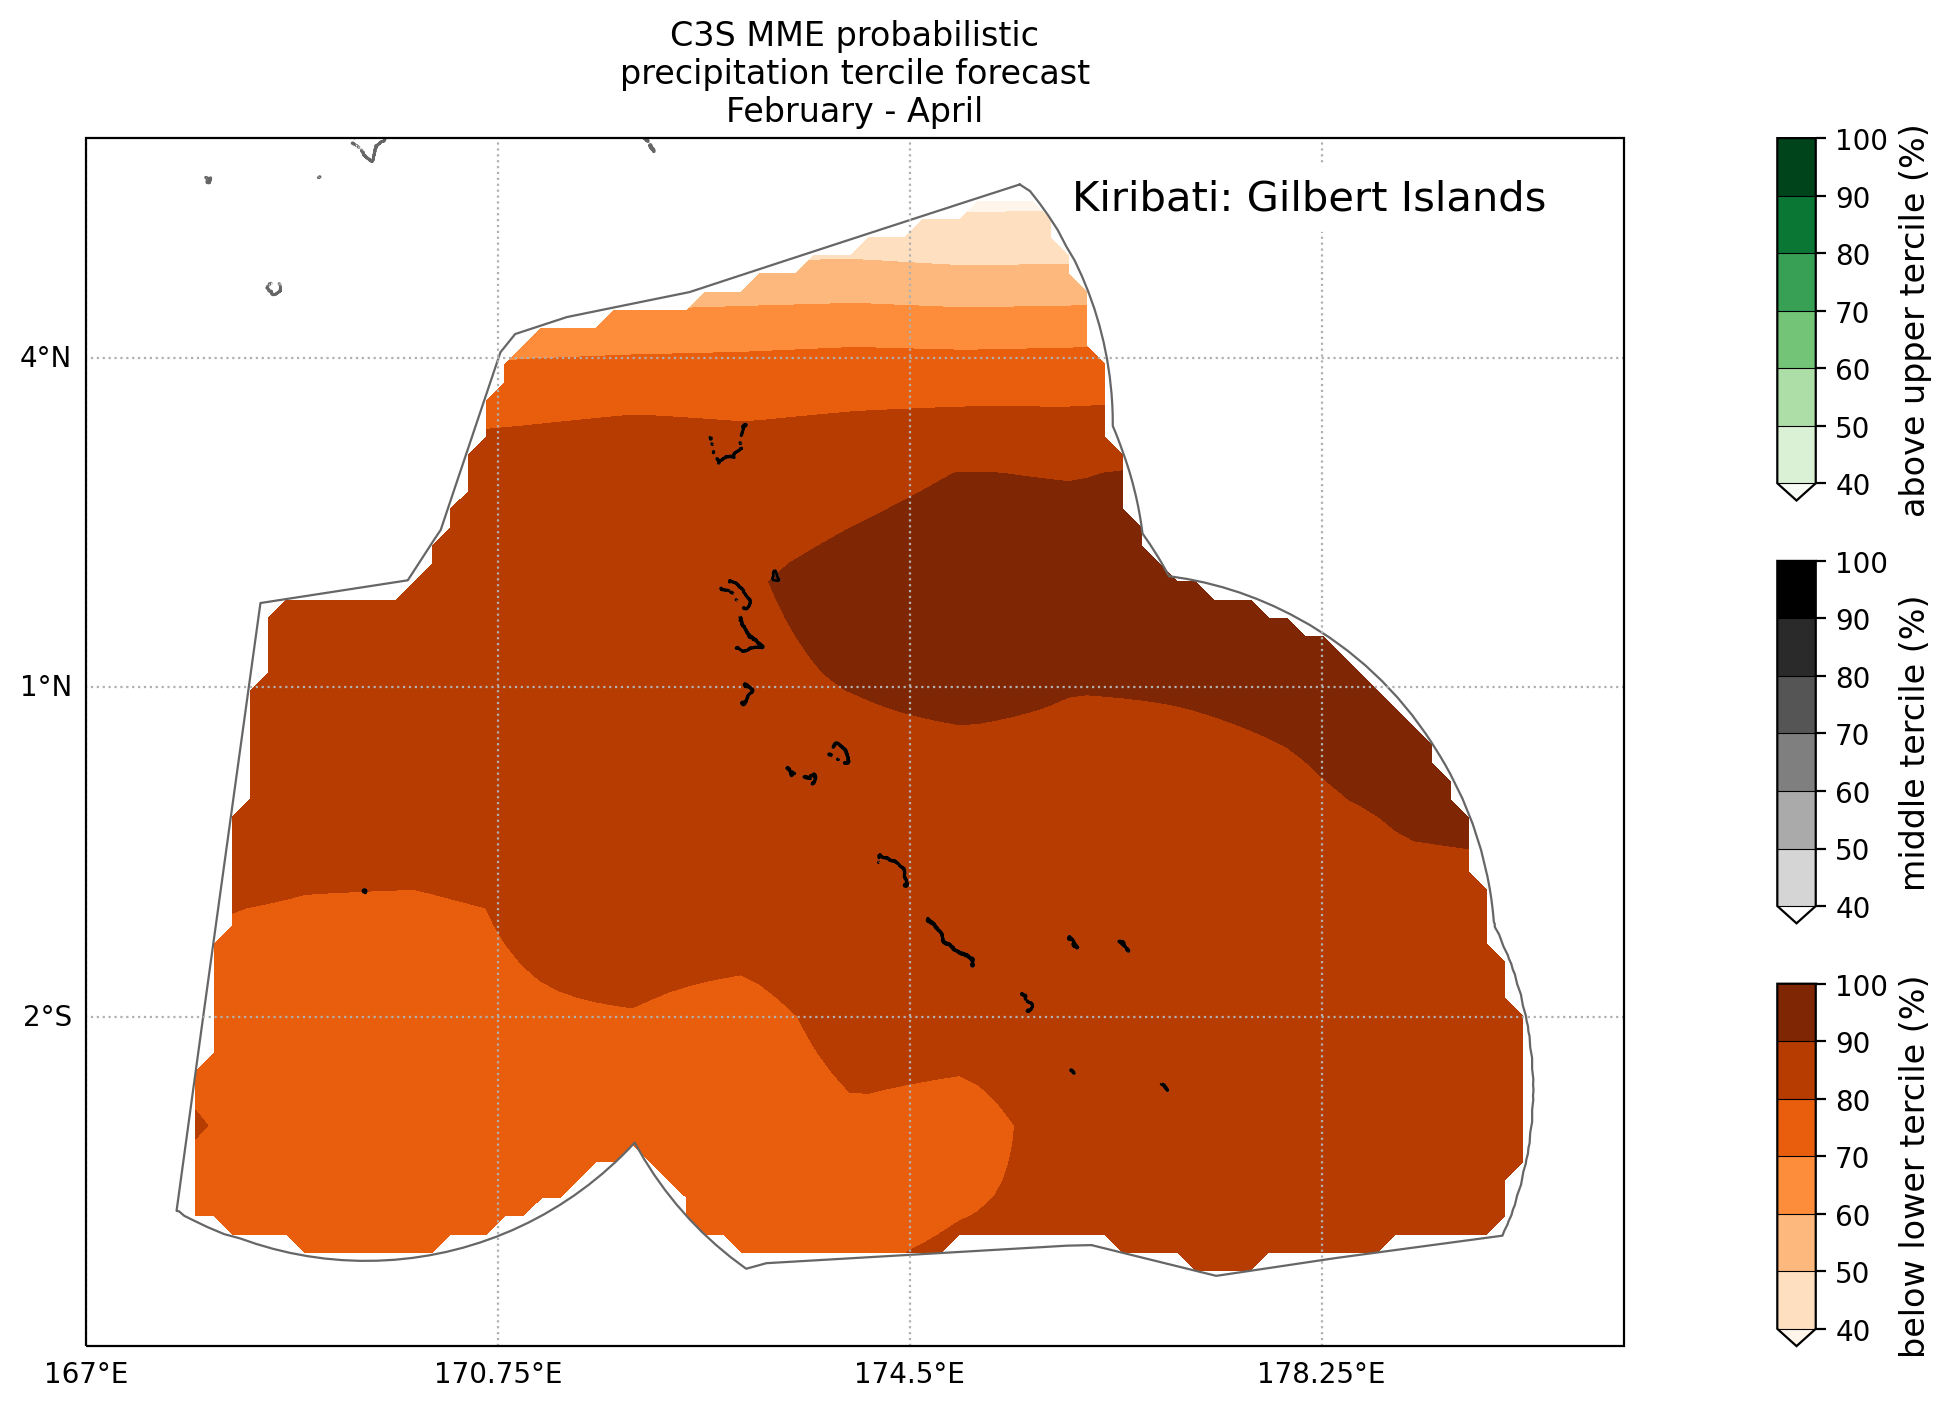 C3S MME probabilistic
precipitation tercile forecast
February - April
Kiribati: Gilbert Islands
4°N
1°N
2°S
167°E
170.75°E
174.5°E
178.25°E
100
90
80
70
60
50
40
above upper tercile (%)
100
90
80
70
60
50
40
middle tercile (%)
100
90
80
70
60
50
40
below lower tercile (%)